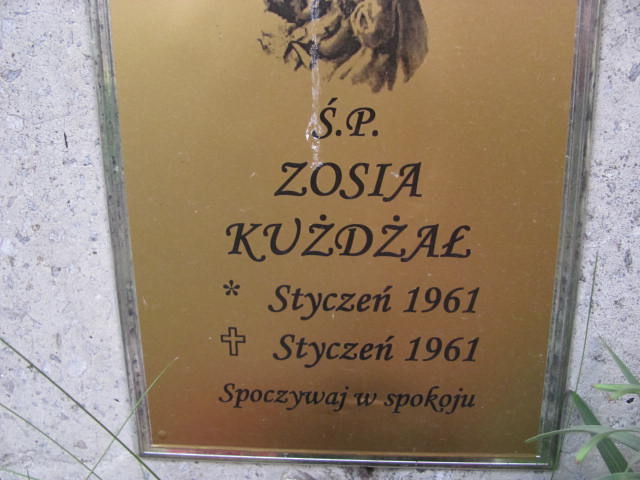 Ś.P.
ZOSIA
KUŻDŻAŁ
* Styczeń 1961
✝ Styczeń 1961
Spoczywaj w spokoju